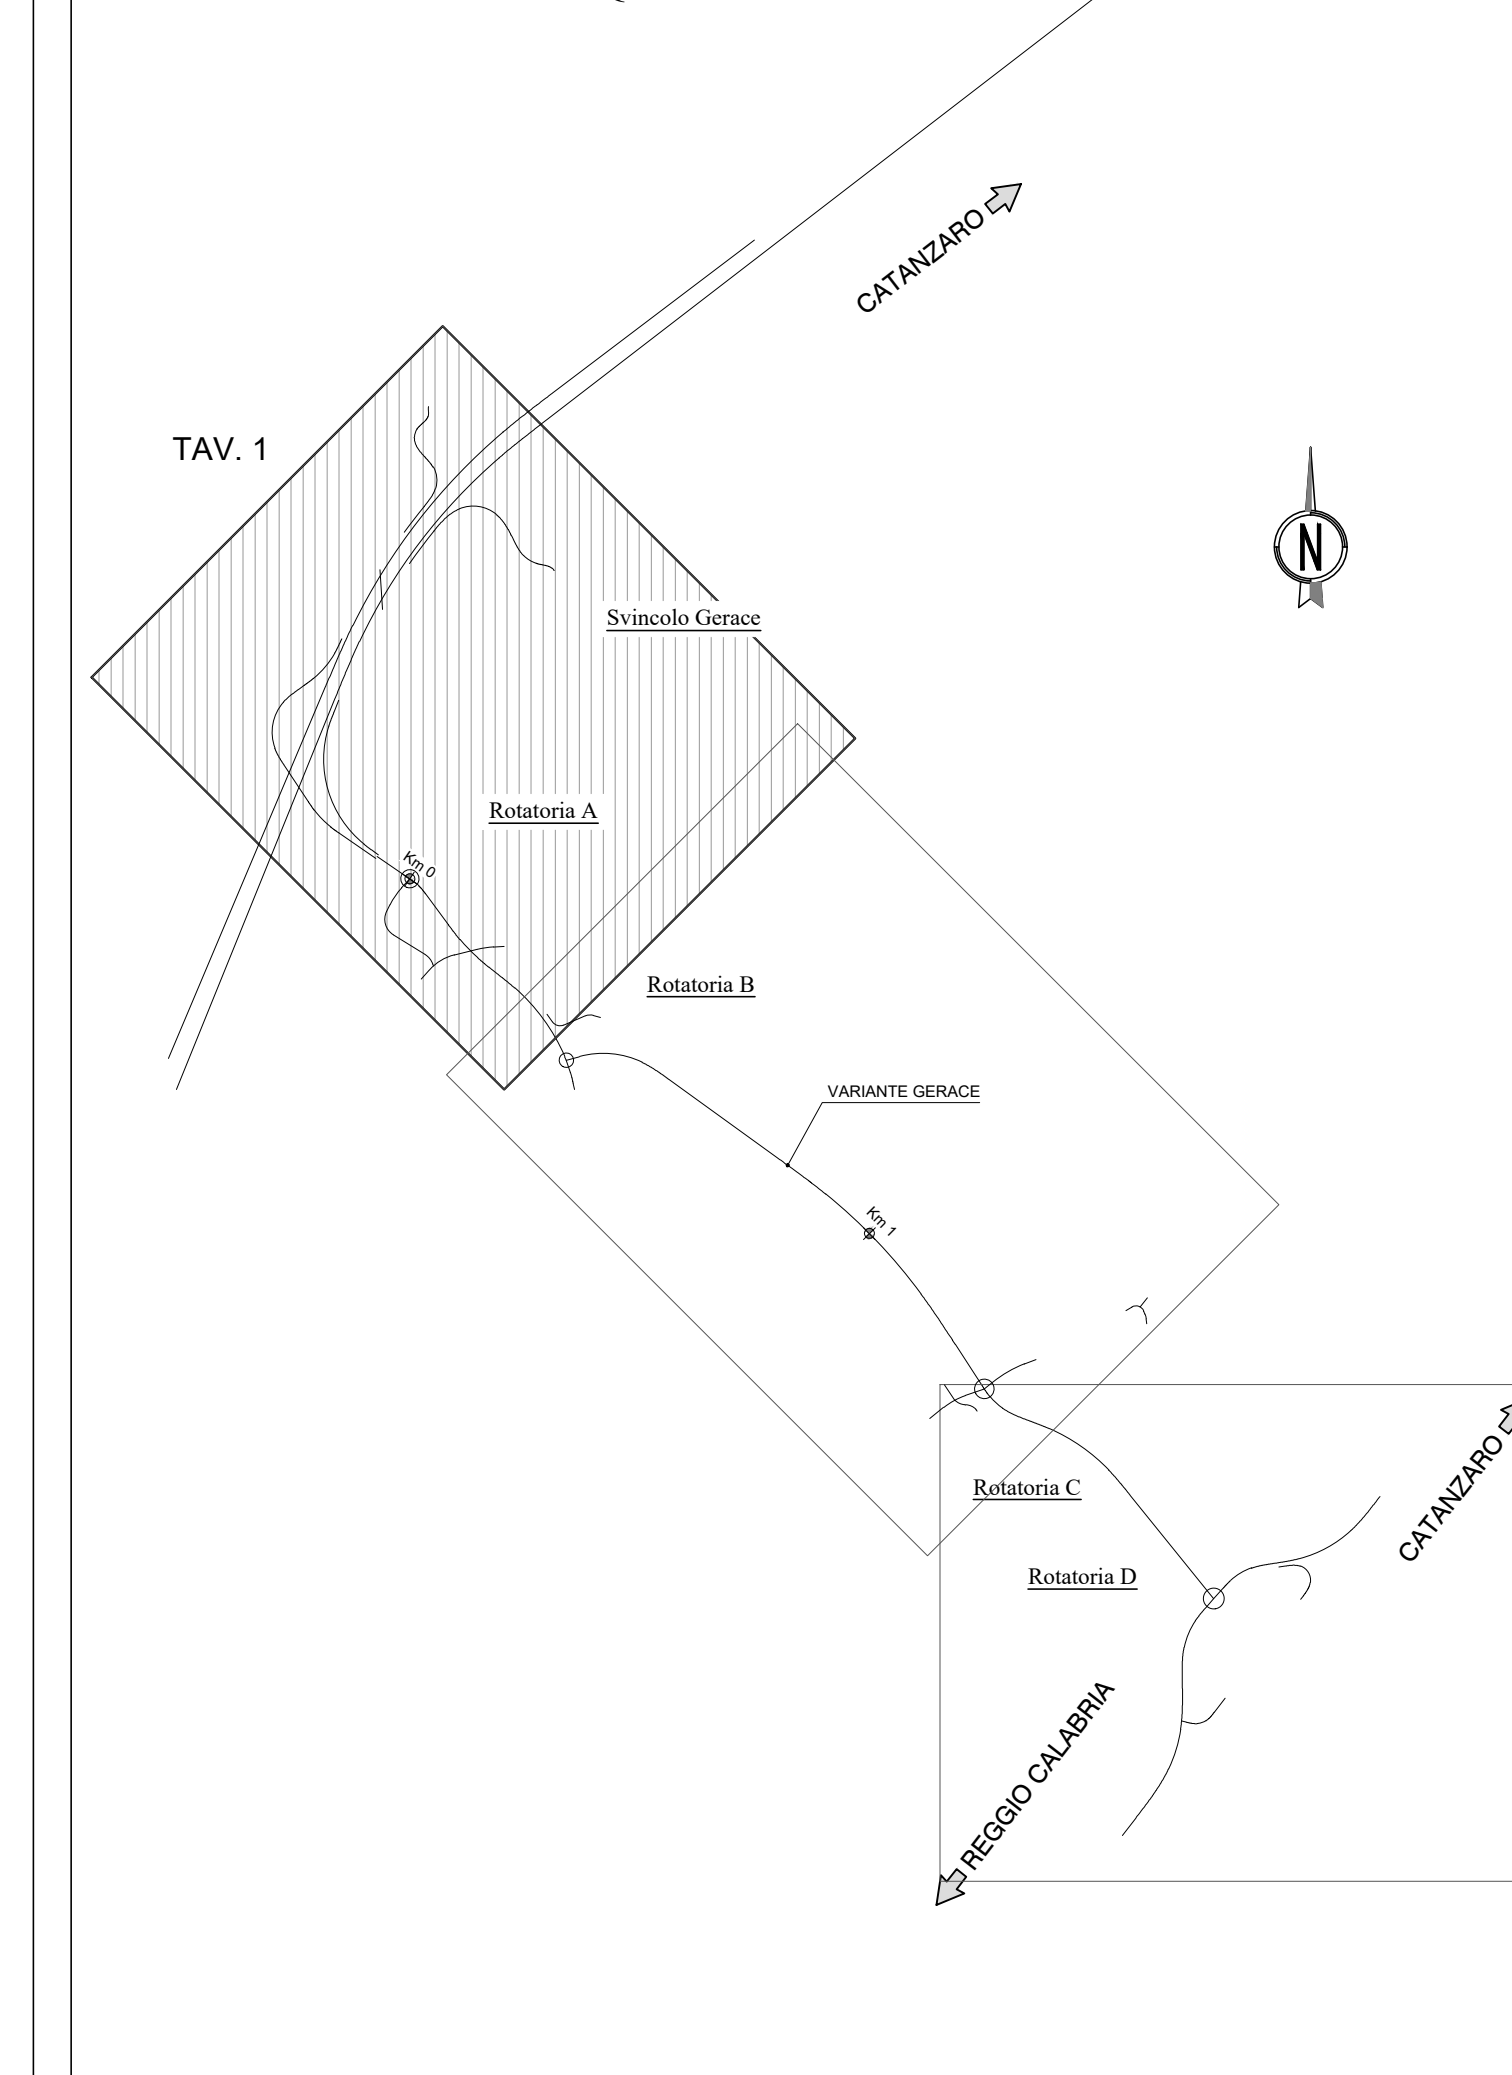 CATANZARO
TAV. 1
N
Svincolo Gerace
Rotatoria A
Km 0
Rotatoria B
VARIANTE GERACE
Km 1
CATANZARO
Rotatoria C
Rotatoria D
REGGIO CALABRIA